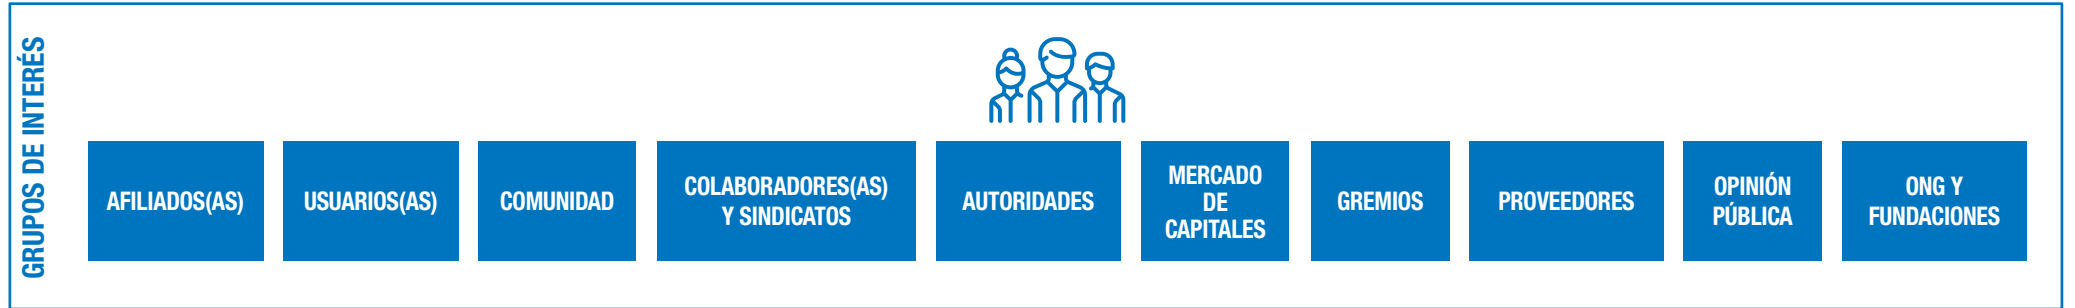 GRUPOS DE INTERÉS
AFILIADOS(AS)
USUARIOS(AS)
COMUNIDAD
COLABORADORES(AS)
Y SINDICATOS
AUTORIDADES
MERCADO
DE
CAPITALES
GREMIOS
PROVEEDORES
OPINIÓN
PÚBLICA
ONG Y
FUNDACIONES